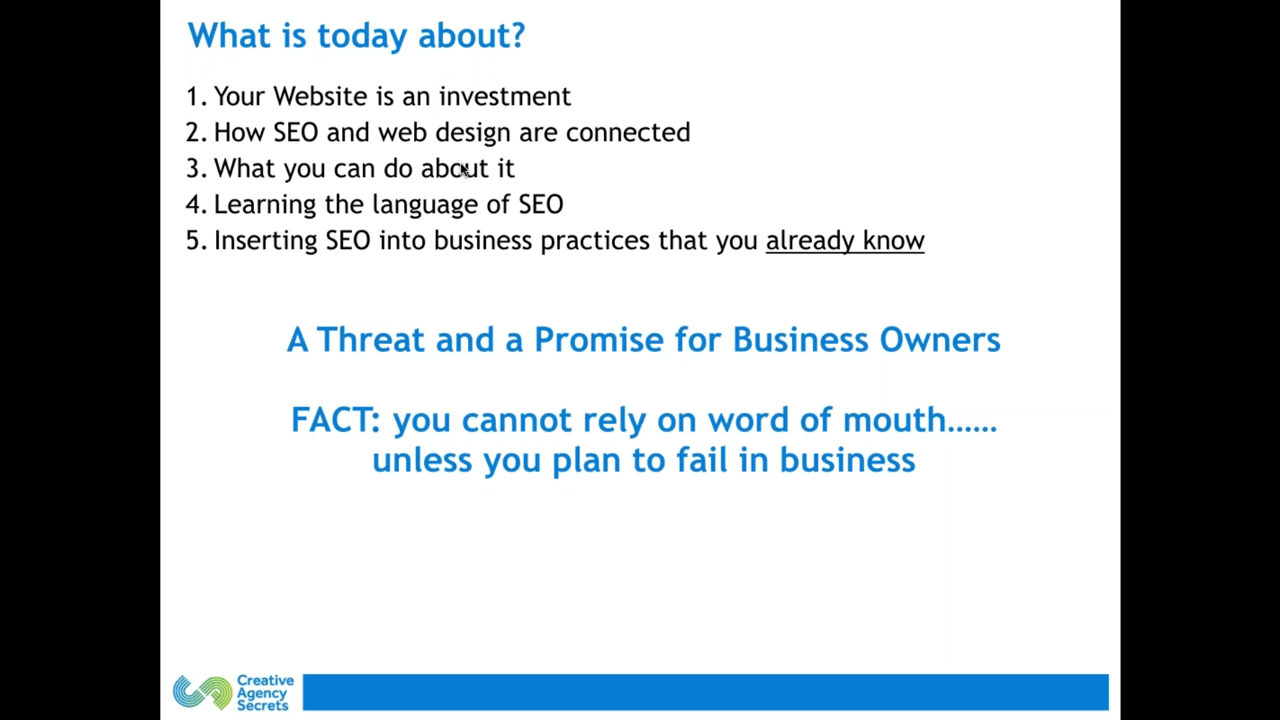 What is today about?
1. Your Website is an investment
2. How SEO and web design are connected
3. What you can do about it
4. Learning the language of SEO
5. Inserting SEO into business practices that you already know
A Threat and a Promise for Business Owners
FACT: you cannot rely on word of mouth......
unless you plan to fail in business
Creative
Agency
Secrets